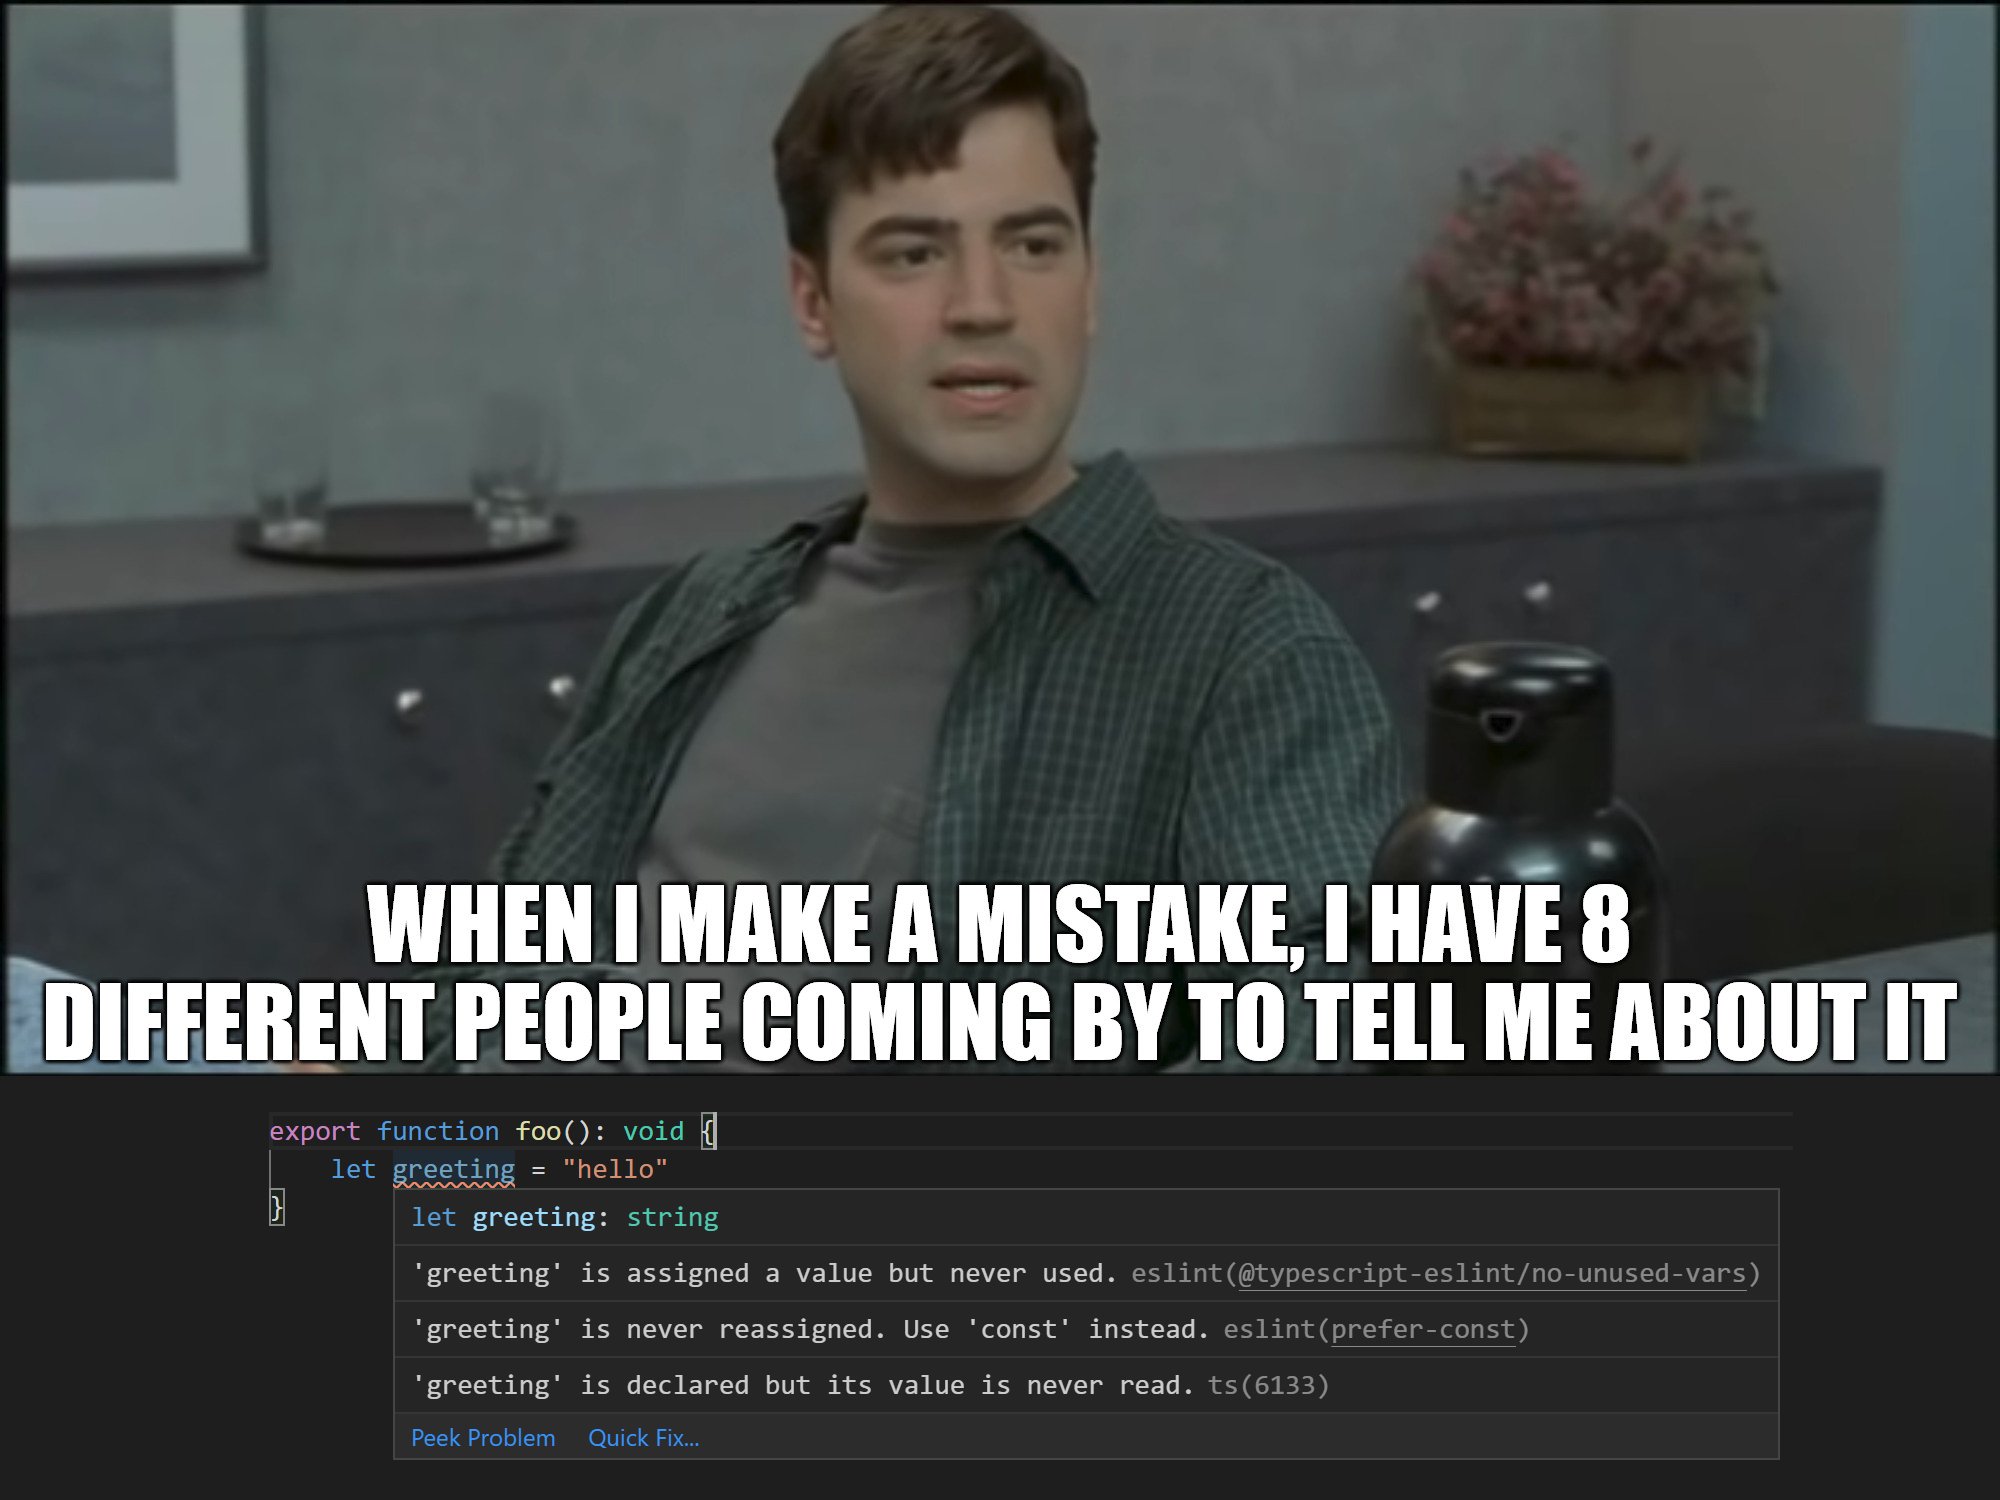 WHEN I MAKE A MISTAKE, I HAVE 8
DIFFERENT PEOPLE COMING BY TO TELL ME ABOUT IT
export function foo(): void {
let greeting = "hello"
}
let greeting: string
'greeting' is assigned a value but never used. eslint(@typescript-eslint/no-unused-vars)
'greeting' is never reassigned. Use 'const' instead. eslint(prefer-const)
'greeting' is declared but its value is never read. ts(6133)
Peek Problem Quick Fix...